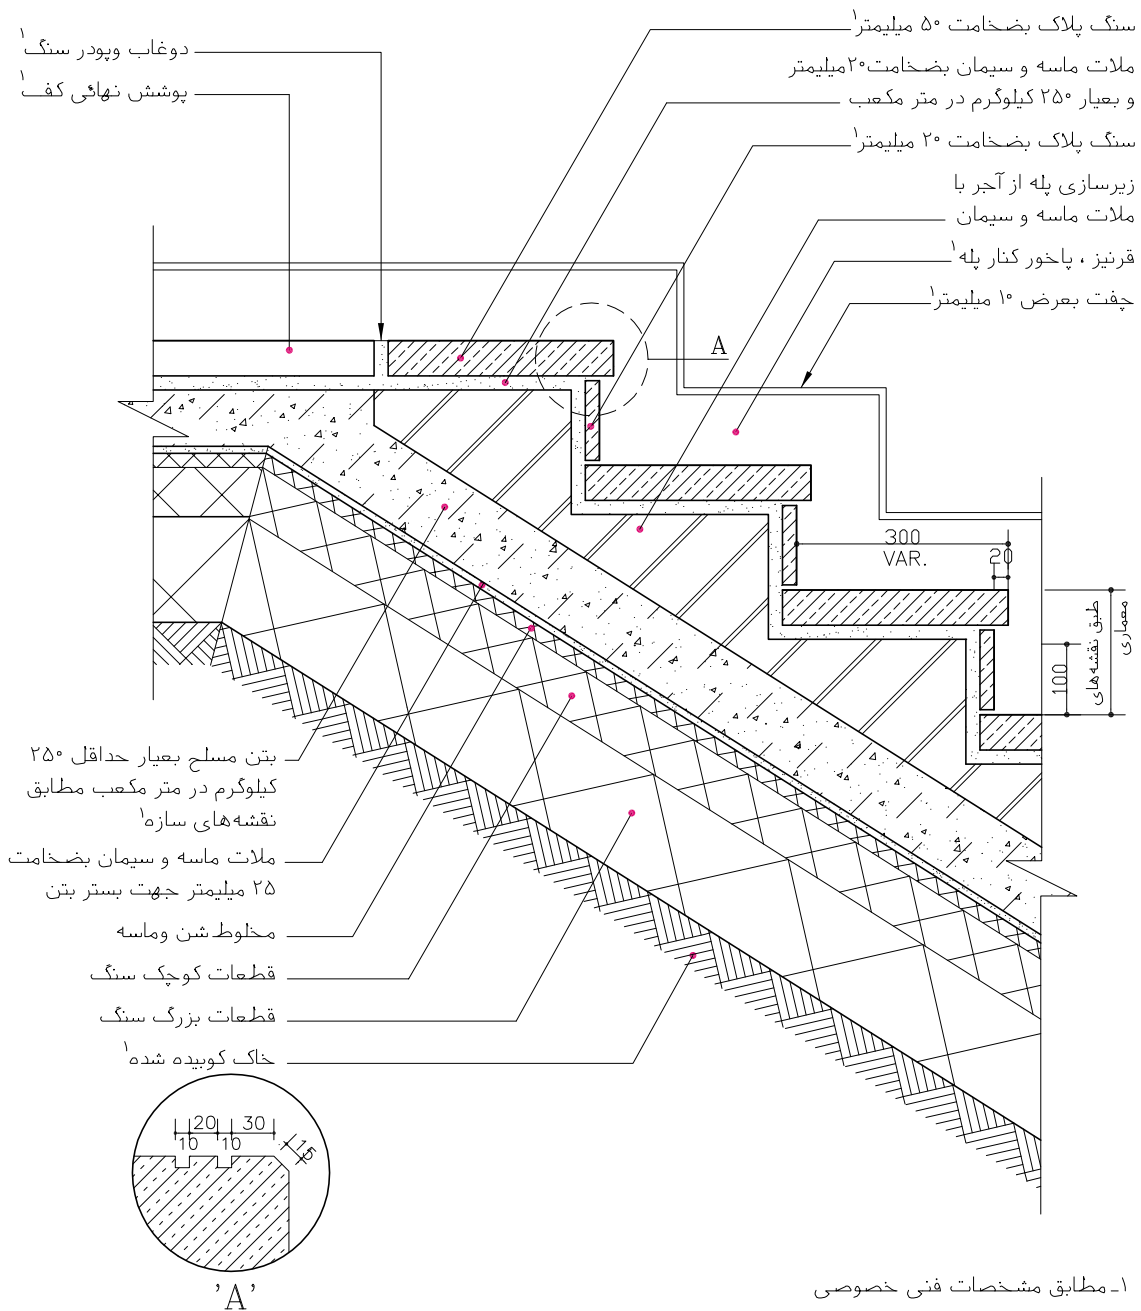 سنگ پلاک بضخامت ۵۰ میلیمتر۱
ملات ماسه و سیمان بضخامت۲۰میلیمتر
و بعیار ۲۵۰ کیلوگرم در متر مکعب
سنگ پلاک بضخامت ۲۰ میلیمتر۱
زیرسازی پله از آجر با
ملات ماسه و سیمان
قرنیز ، پاخور کنار پله۱
چفت بعرض ۱۰ میلیمتر۱
دوغاب وپودر سنگ۱
پوشش نهائی کف۱
A
300
VAR.
20
100
طبق نقشه‌های
معماری
بتن مسلح بعیار حداقل ۲۵۰
کیلوگرم در متر مکعب مطابق
نقشه‌های سازه۱
ملات ماسه و سیمان بضخامت
۲۵ میلیمتر جهت بستر بتن
مخلوط شن وماسه
قطعات کوچک سنگ
قطعات بزرگ سنگ
خاک کوبیده شده۱
20 30
10 10 15
'A'
۱ـ مطابق مشخصات فنی خصوصی